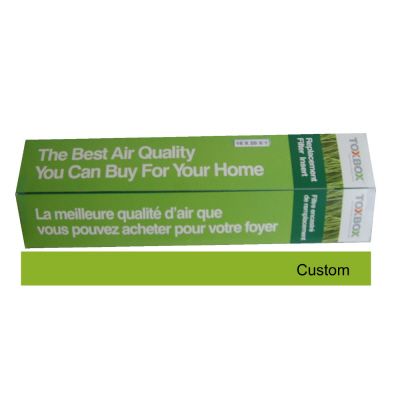 The Best Air Quality
You Can Buy For Your Home
Replacement
Filter Insert
TOXBOX
La meilleure qualité d'air que
vous pouvez acheter pour votre foyer
Filtre encastré
de remplacement
TOXBOX
Custom